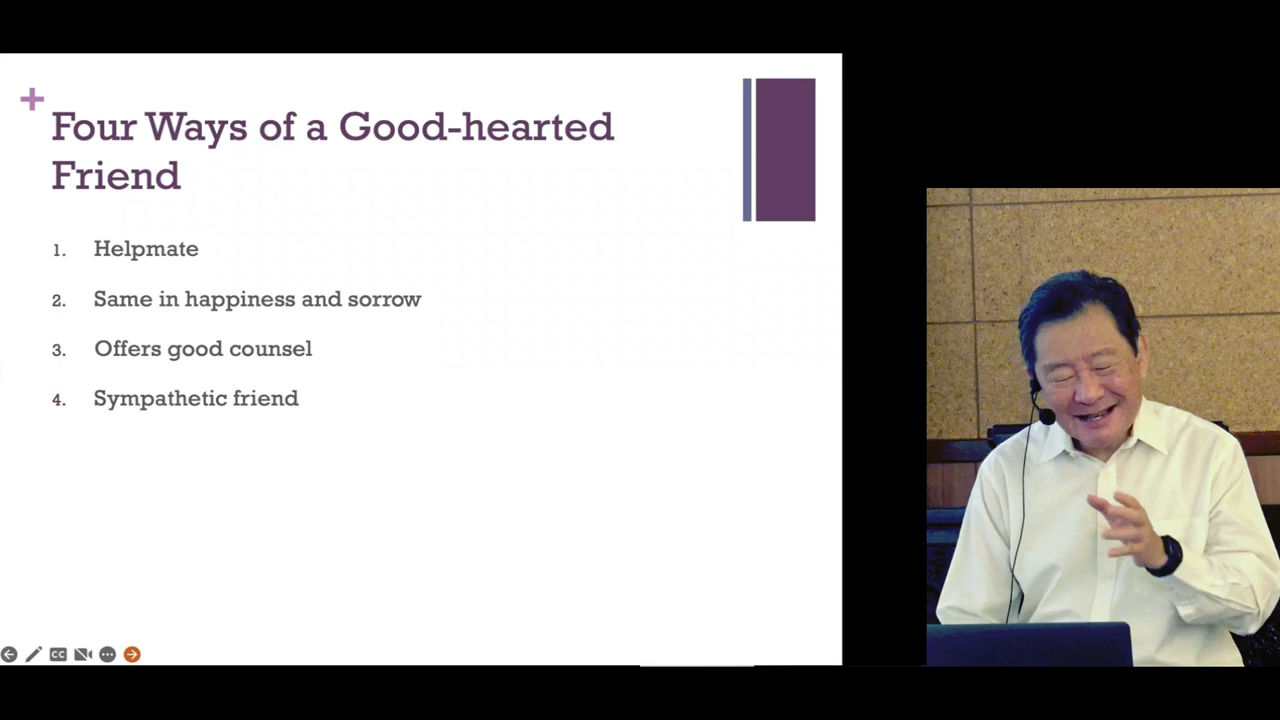 Four Ways of a Good-hearted
Friend
1. Helpmate
2. Same in happiness and sorrow
3. Offers good counsel
4. Sympathetic friend
CC